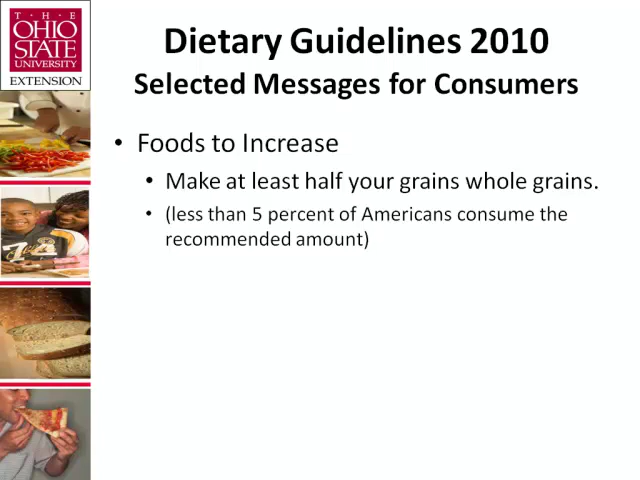 THE
OHIO
STATE
UNIVERSITY
EXTENSION
Dietary Guidelines 2010
Selected Messages for Consumers
• Foods to Increase
• Make at least half your grains whole grains.
• (less than 5 percent of Americans consume the
recommended amount)
74